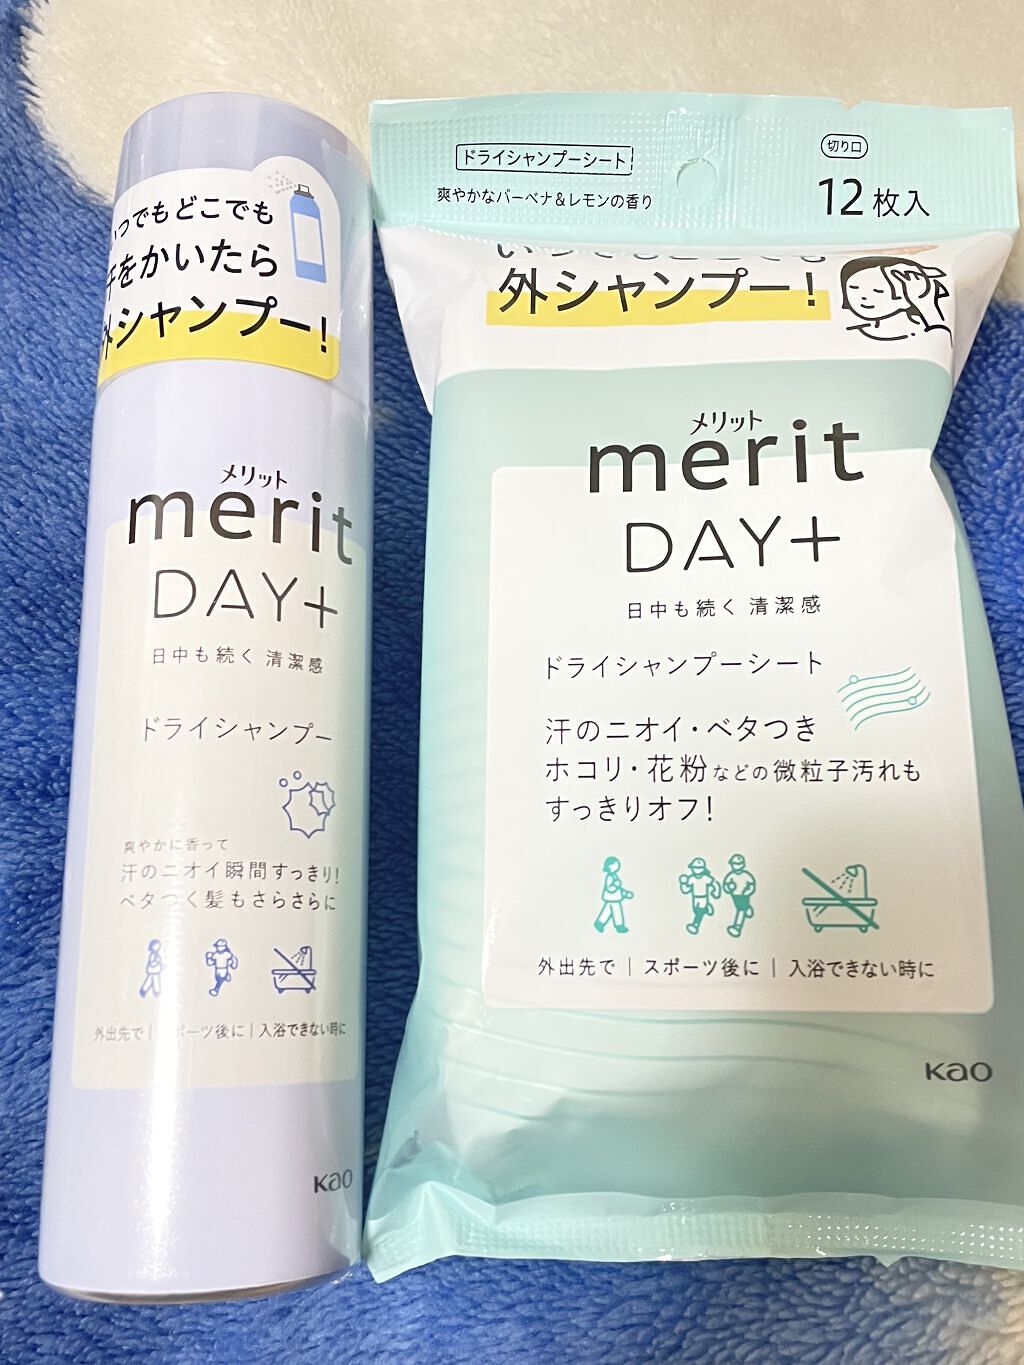 でもどこでも
をかいたら
シャンプー!
メリット
merit
DAY+
日中も続く 清潔感
ドライシャンプー
爽やかに香って
汗のニオイ瞬間すっきり!
ベタつく髪もさらさらに
外出先で | スポーツ後に | 入浴できない時に
Kao
ドライシャンプーシート
爽やかなバーベナ&レモンの香り
切り口
12枚入
外シャンプー!
メリット
merit
DAY+
日中も続く 清潔感
ドライシャンプーシート
汗のニオイ・ベタつき
ホコリ・花粉などの微粒子汚れも
すっきりオフ!
外出先で | スポーツ後に | 入浴できない時に
Kao